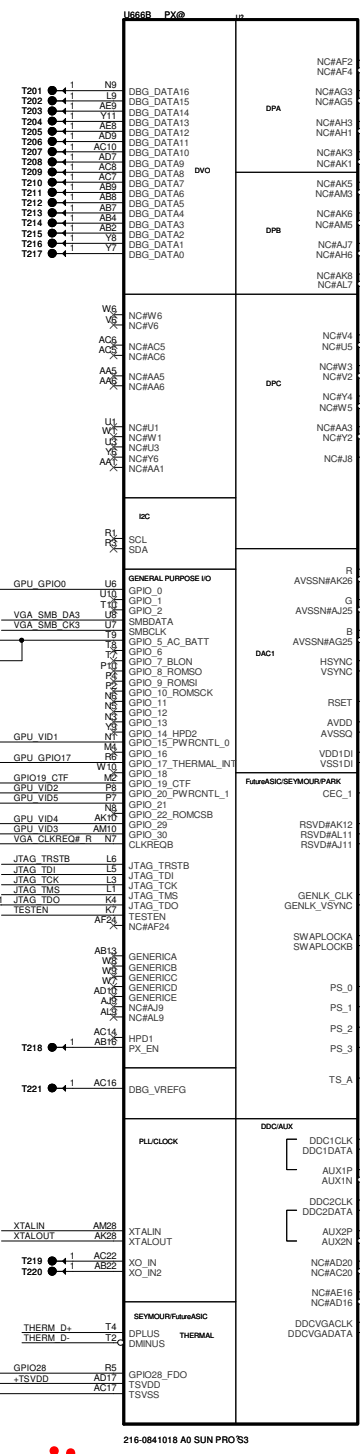 U666B PX@
U?
T201 1 N9 DBG_DATA16
T202 1 L9 DBG_DATA15
T203 1 AE9 DBG_DATA14
T204 1 Y11 DBG_DATA13
T205 1 AE8 DBG_DATA12
T206 1 AD9 DBG_DATA11
T207 1 AC10 DBG_DATA10
T208 1 AD7 DBG_DATA9
T209 1 AC8 DBG_DATA8
T210 1 AC7 DBG_DATA7
T211 1 AB9 DBG_DATA6
T212 1 AB8 DBG_DATA5
T213 1 AB7 DBG_DATA4
T214 1 AB4 DBG_DATA3
T215 1 AB2 DBG_DATA2
T216 1 Y8 DBG_DATA1
T217 1 Y7 DBG_DATA0
DVO
W6 NC#W6
V6 NC#V6
AC6 NC#AC5
AC5 NC#AC6
AA5 NC#AA5
AA6 NC#AA6
U1 NC#U1
W1 NC#W1
U3 NC#U3
Y6 NC#Y6
AA1 NC#AA1
I2C
R1 SCL
R3 SDA
GENERAL PURPOSE I/O
GPU_GPIO0 U6 GPIO_0
U10 GPIO_1
T10 GPIO_2
VGA_SMB_DA3 U8 SMBDATA
VGA_SMB_CK3 U7 SMBCLK
T9 GPIO_5_AC_BATT
T8 GPIO_6
T7 GPIO_7_BLON
P10 GPIO_8_ROMSO
P4 GPIO_9_ROMSI
P2 GPIO_10_ROMSCK
N6 GPIO_11
N5 GPIO_12
N3 GPIO_13
Y9 GPIO_14_HPD2
GPU_VID1 N1 GPIO_15_PWRCNTL_0
M4 GPIO_16
GPU_GPIO17 R6 GPIO_17_THERMAL_INT
W10 GPIO_18
GPIO19_CTF M2 GPIO_19_CTF
GPU_VID2 P8 GPIO_20_PWRCNTL_1
GPU_VID5 P7 GPIO_21
N8 GPIO_22_ROMCSB
GPU_VID4 AK10 GPIO_29
GPU_VID3 AM10 GPIO_30
VGA_CLKREQ#_R N7 CLKREQB
JTAG_TRSTB L6 JTAG_TRSTB
JTAG_TDI L5 JTAG_TDI
JTAG_TCK L3 JTAG_TCK
JTAG_TMS L1 JTAG_TMS
JTAG_TDO K4 JTAG_TDO
TESTEN K7 TESTEN
AF24 NC#AF24
AB13 GENERICA
W8 GENERICB
W9 GENERICC
W7 GENERICD
AD10 GENERICE
AJ9 NC#AJ9
AL9 NC#AL9
AC14 HPD1
T218 1 AB16 PX_EN
T221 1 AC16 DBG_VREFG
PLL/CLOCK
XTALIN AM28 XTALIN
XTALOUT AK28 XTALOUT
T219 1 AC22 XO_IN
T220 1 AB22 XO_IN2
SEYMOUR/FutureASIC
THERM_D+ T4 DPLUS
THERM_D- T2 DMINUS
THERMAL
GPIO28 R5 GPIO28_FDO
+TSVDD AD17 TSVDD
AC17 TSVSS
DPA
NC#AF2
NC#AF4
NC#AG3
NC#AG5
NC#AH3
NC#AH1
NC#AK3
NC#AK1
DPB
NC#AK5
NC#AM3
NC#AK6
NC#AM5
NC#AJ7
NC#AH6
NC#AK8
NC#AL7
DPC
NC#V4
NC#U5
NC#W3
NC#V2
NC#Y4
NC#W5
NC#AA3
NC#Y2
NC#J8
DAC1
R
AVSSN#AK26
G
AVSSN#AJ25
B
AVSSN#AG25
HSYNC
VSYNC
RSET
AVDD
AVSSQ
VDD1DI
VSS1DI
FutureASIC/SEYMOUR/PARK
CEC_1
RSVD#AK12
RSVD#AL11
RSVD#AJ11
GENLK_CLK
GENLK_VSYNC
SWAPLOCKA
SWAPLOCKB
PS_0
PS_1
PS_2
PS_3
TS_A
DDC/AUX
DDC1CLK
DDC1DATA
AUX1P
AUX1N
DDC2CLK
DDC2DATA
AUX2P
AUX2N
NC#AD20
NC#AC20
NC#AE16
NC#AD16
DDCVGACLK
DDCVGADATA
216-0841018 A0 SUN PRO S3